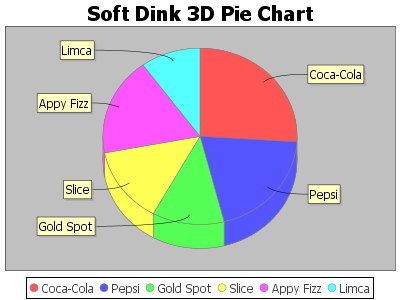 Soft Dink 3D Pie Chart
Limca
Coca-Cola
Appy Fizz
Slice
Pepsi
Gold Spot
Coca-Cola Pepsi Gold Spot Slice Appy Fizz Limca